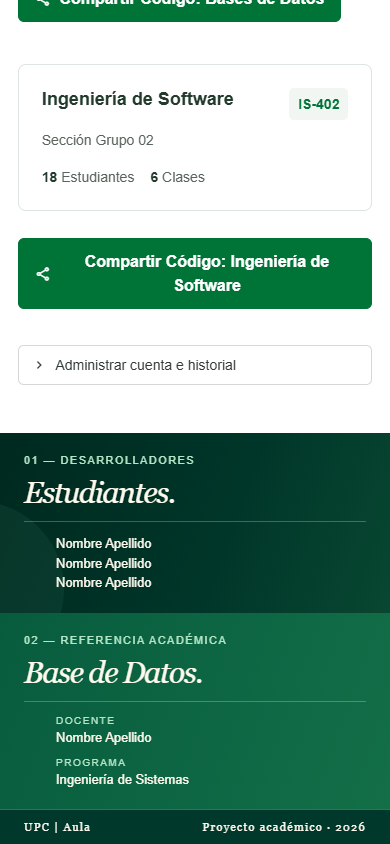 Compartir Código: Bases de Datos
Ingeniería de Software
IS-402
Sección Grupo 02
18 Estudiantes 6 Clases
Compartir Código: Ingeniería de
Software
Administrar cuenta e historial
01 — DESARROLLADORES
Estudiantes.
Nombre Apellido
Nombre Apellido
Nombre Apellido
02 — REFERENCIA ACADÉMICA
Base de Datos.
DOCENTE
Nombre Apellido
PROGRAMA
Ingeniería de Sistemas
UPC | Aula
Proyecto académico · 2026